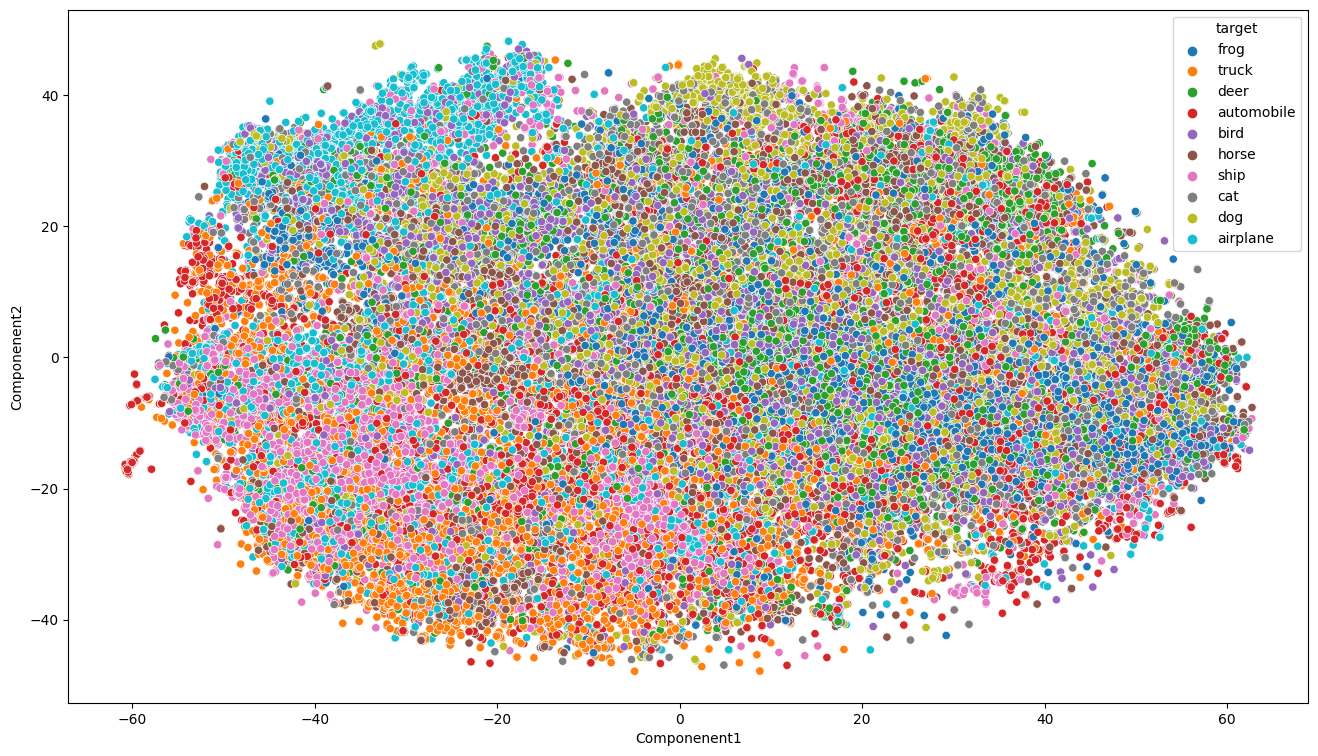 target
frog
truck
deer
automobile
bird
horse
ship
cat
dog
airplane
40
20
0
−20
−40
Componenent2
−60
−40
−20
0
20
40
60
Componenent1